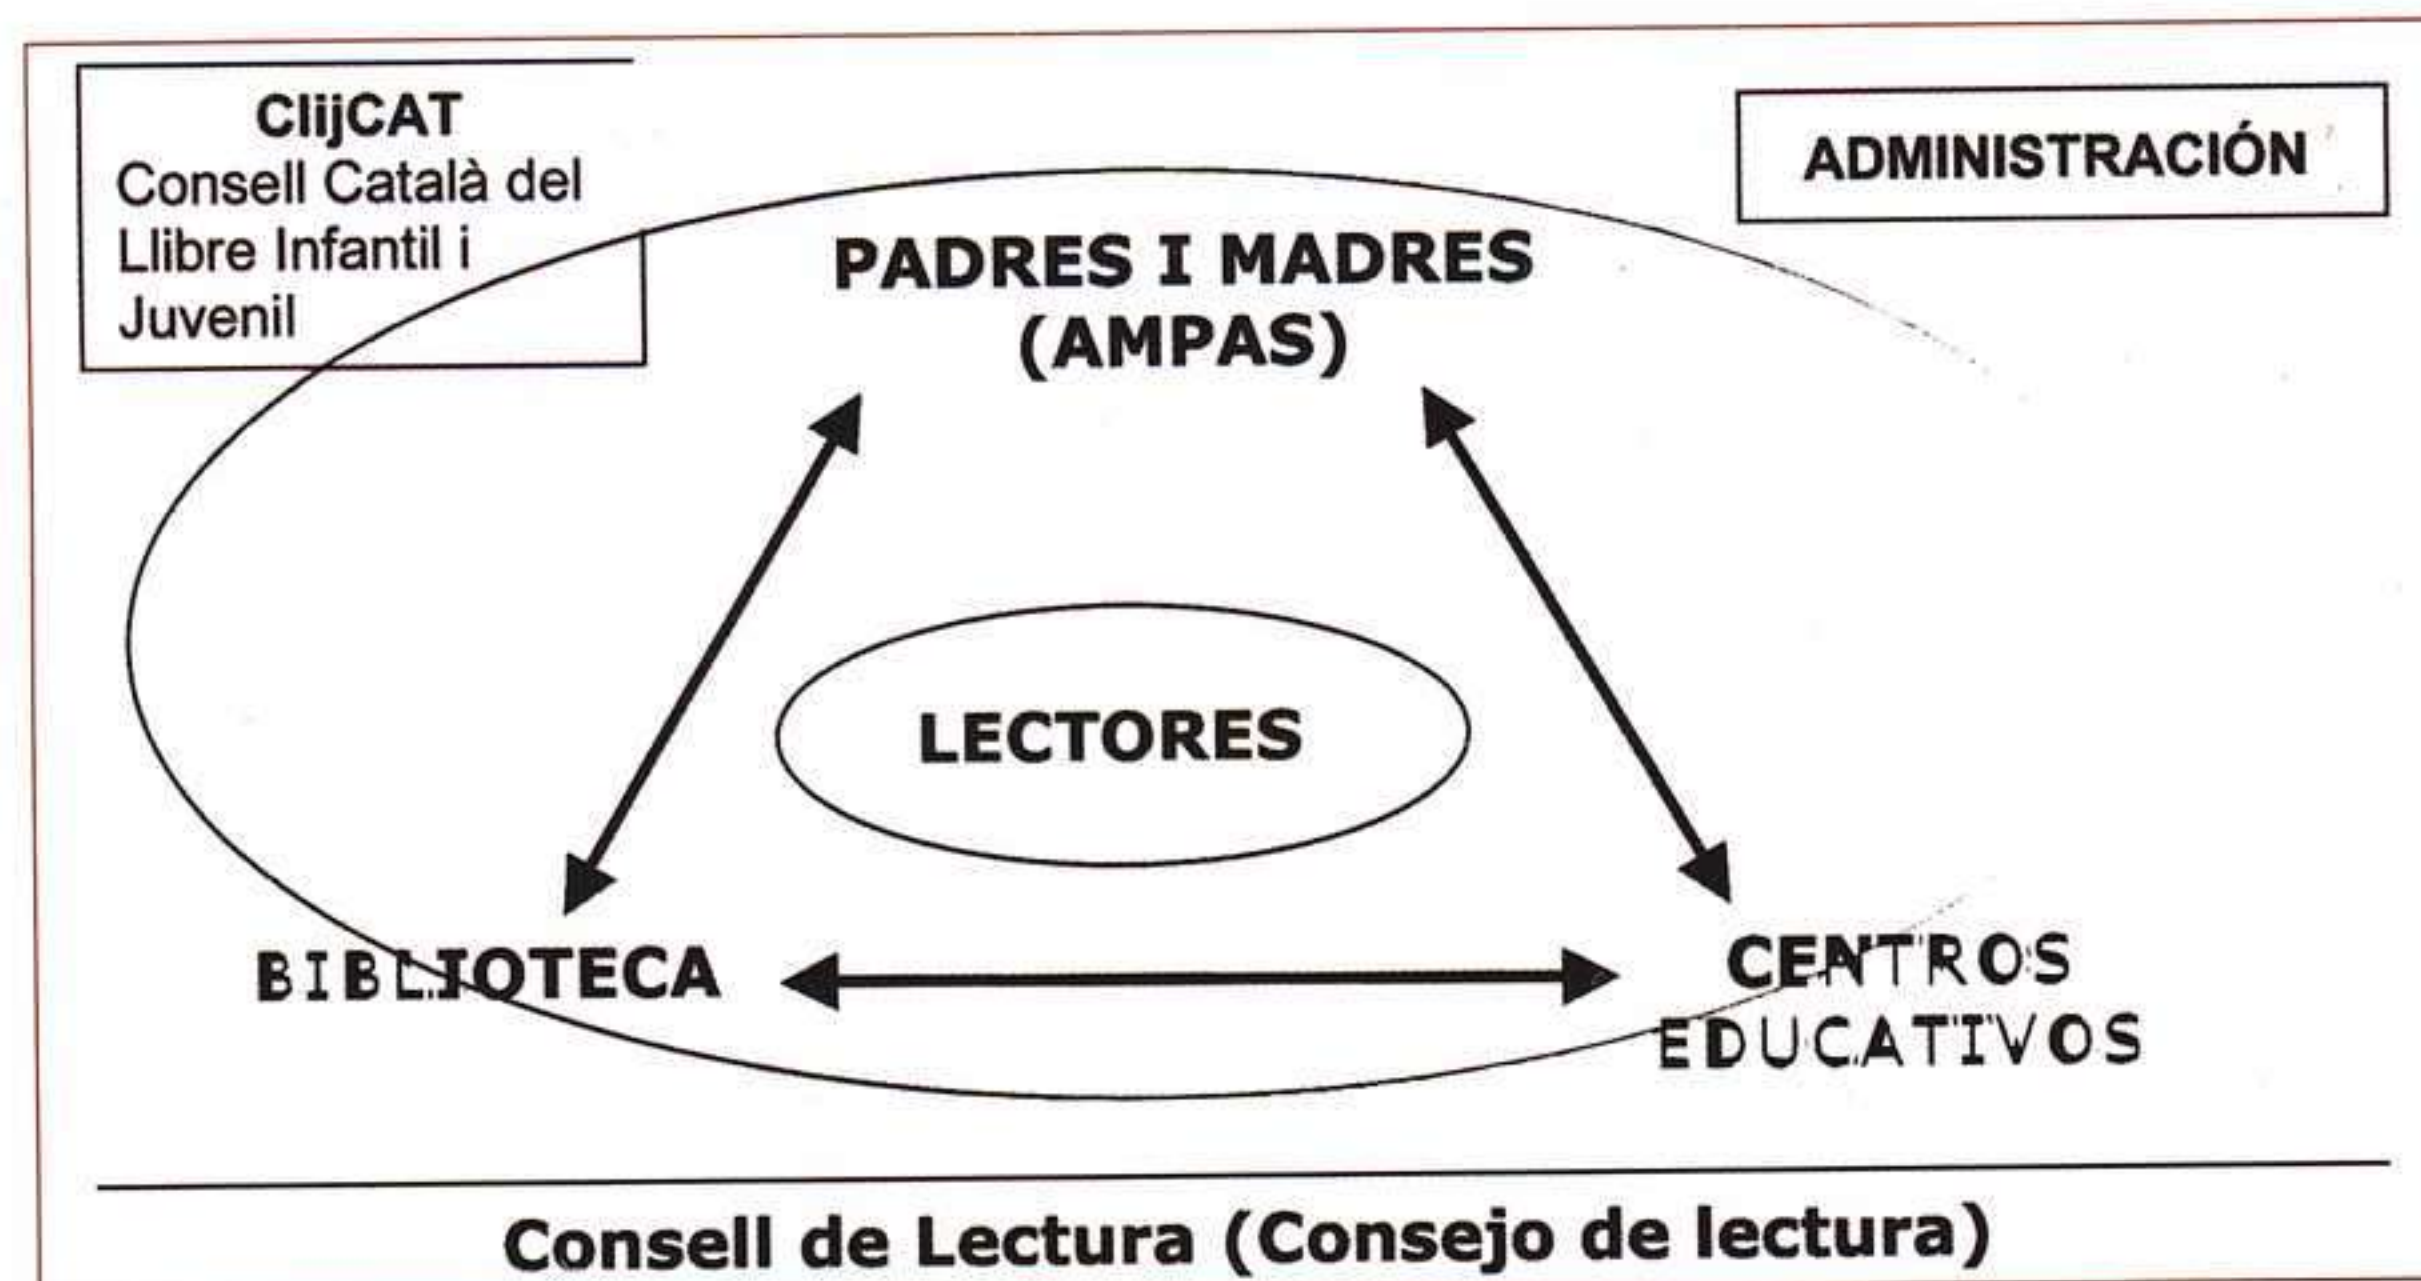 ClijCAT
Consell Català del
Llibre Infantil i
Juvenil
ADMINISTRACIÓN
PADRES I MADRES
(AMPAS)
LECTORES
BIBLIOTECA
CENTROS
EDUCATIVOS
Consell de Lectura (Consejo de lectura)